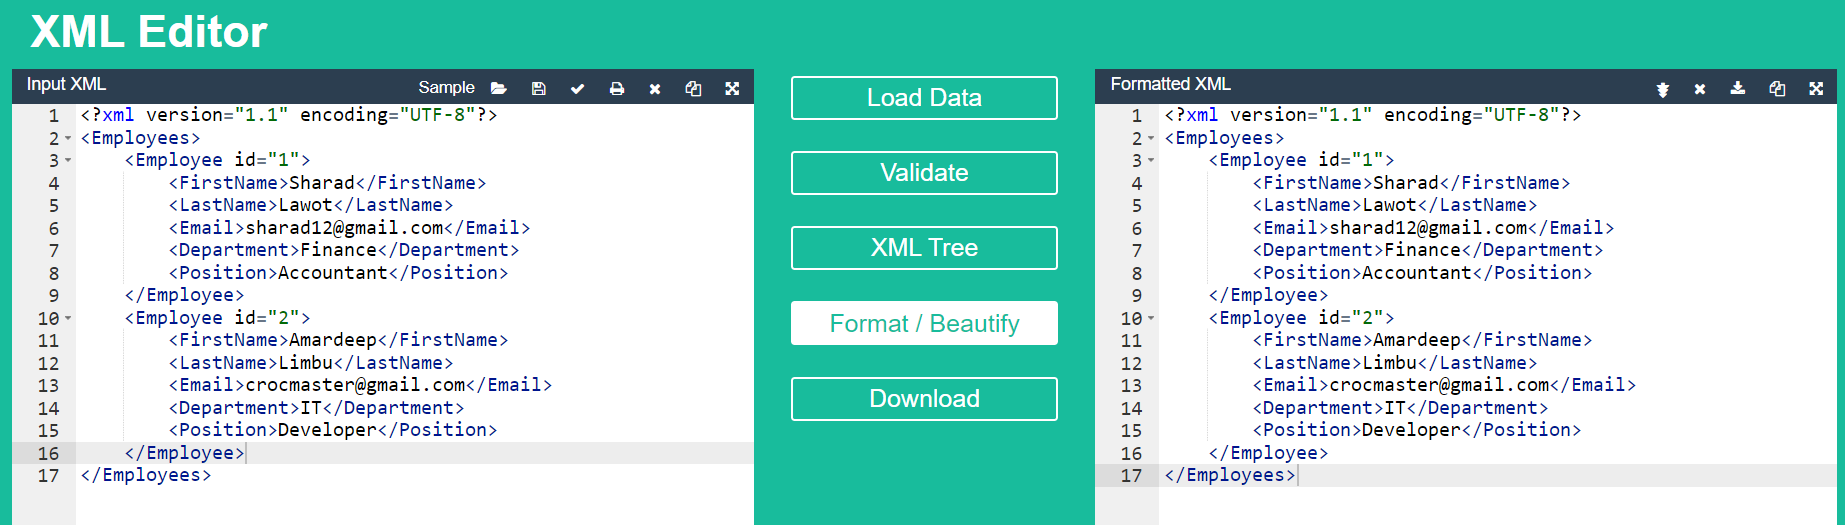 XML Editor
Input XML
Sample
1 <?xml version="1.1" encoding="UTF-8"?>
2 <Employees>
3 <Employee id="1">
4 <FirstName>Sharad</FirstName>
5 <LastName>Lawot</LastName>
6 <Email>sharad12@gmail.com</Email>
7 <Department>Finance</Department>
8 <Position>Accountant</Position>
9 </Employee>
10 <Employee id="2">
11 <FirstName>Amardeep</FirstName>
12 <LastName>Limbu</LastName>
13 <Email>crocmaster@gmail.com</Email>
14 <Department>IT</Department>
15 <Position>Developer</Position>
16 </Employee>
17 </Employees>
Load Data
Validate
XML Tree
Format / Beautify
Download
Formatted XML
1 <?xml version="1.1" encoding="UTF-8"?>
2 <Employees>
3 <Employee id="1">
4 <FirstName>Sharad</FirstName>
5 <LastName>Lawot</LastName>
6 <Email>sharad12@gmail.com</Email>
7 <Department>Finance</Department>
8 <Position>Accountant</Position>
9 </Employee>
10 <Employee id="2">
11 <FirstName>Amardeep</FirstName>
12 <LastName>Limbu</LastName>
13 <Email>crocmaster@gmail.com</Email>
14 <Department>IT</Department>
15 <Position>Developer</Position>
16 </Employee>
17 </Employees>